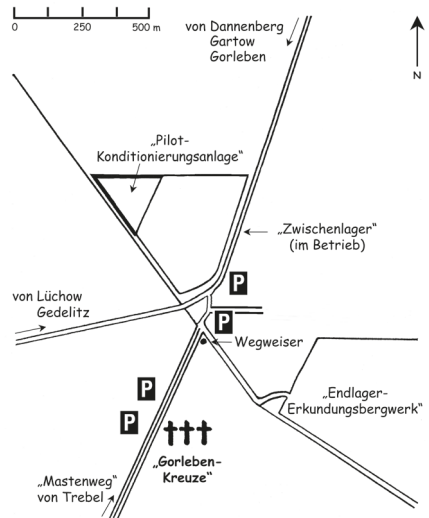 0 250 500 m
von Dannenberg
Gartow
Gorleben
N
„Pilot-
Konditionierungsanlage"
„Zwischenlager"
(im Betrieb)
P
von Lüchow
Gedelitz
P
Wegweiser
P
„Endlager-
Erkundungsbergwerk"
P
„Gorleben-
Kreuze"
„Mastenweg"
von Trebel